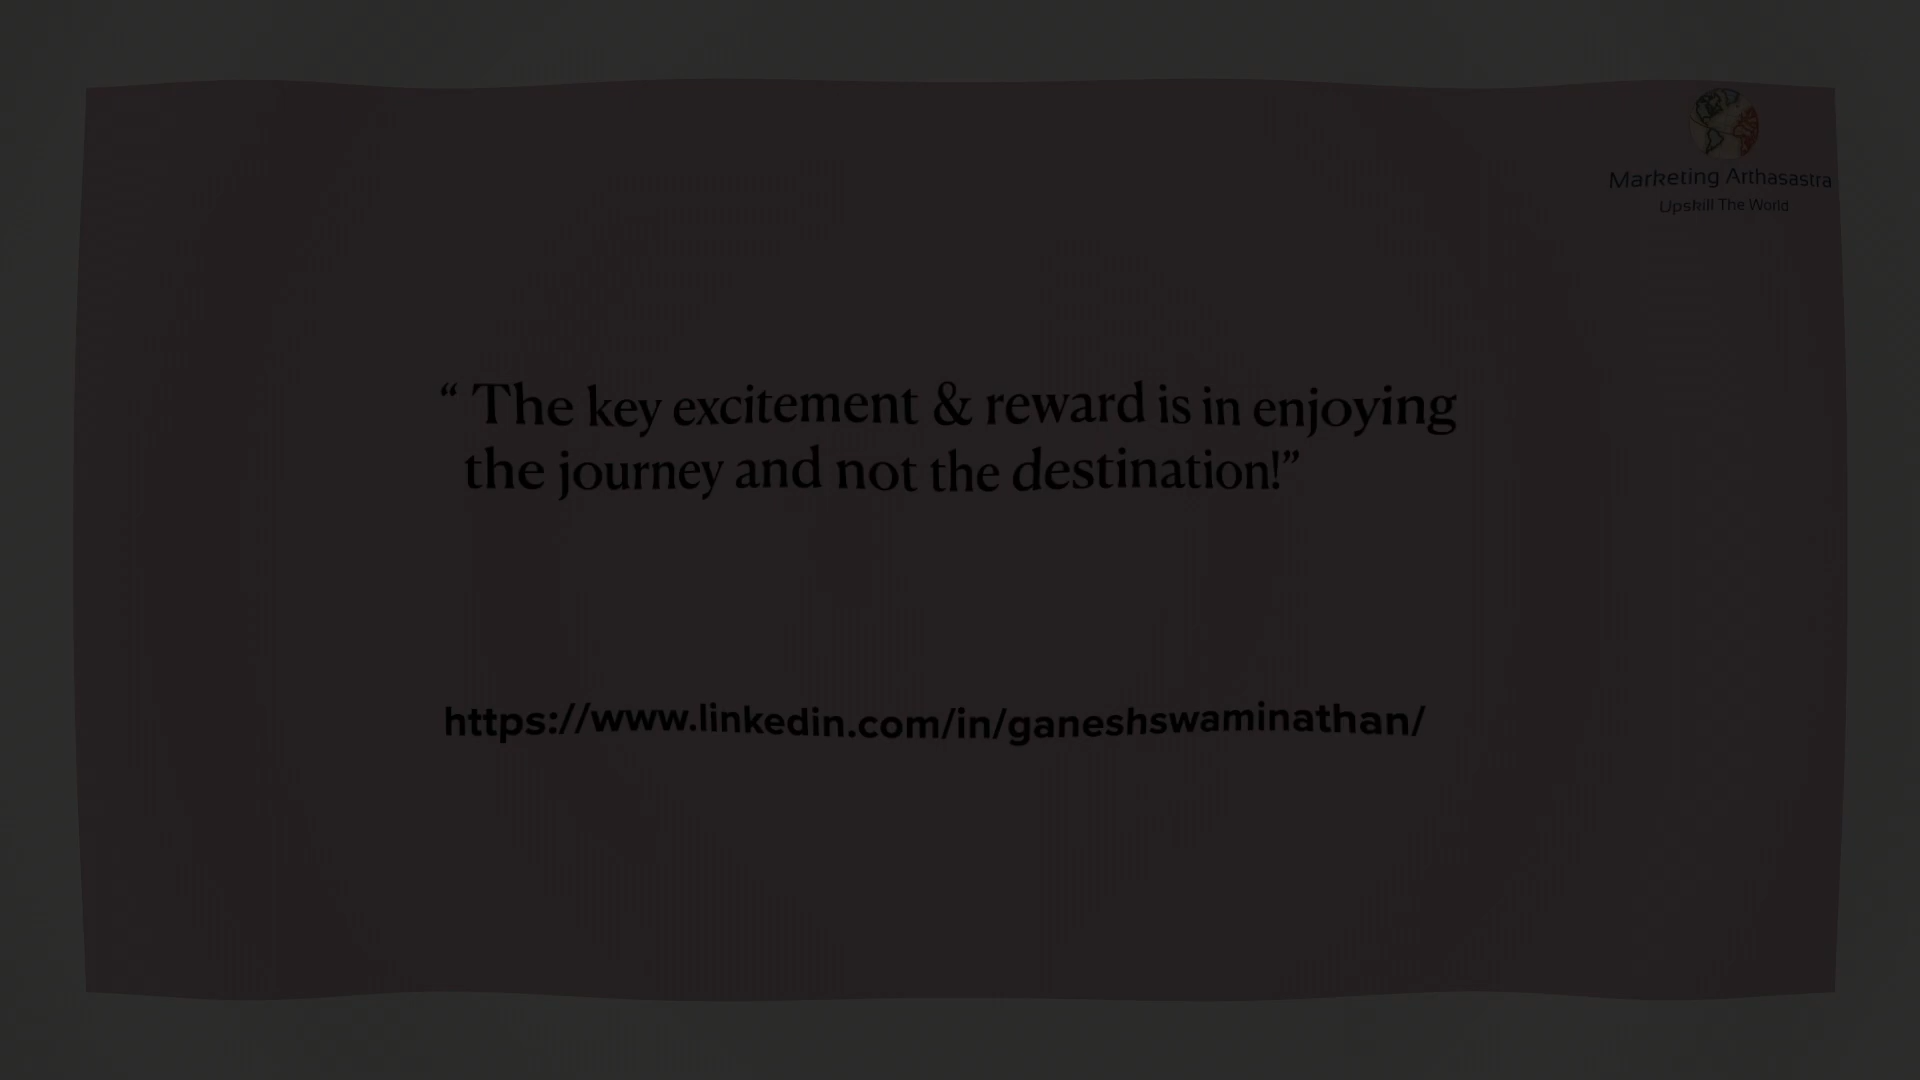 Marketing Arthasastra
Upskill The World
“ The key excitement & reward is in enjoying
the journey and not the destination!”
https://www.linkedin.com/in/ganeshswaminathan/